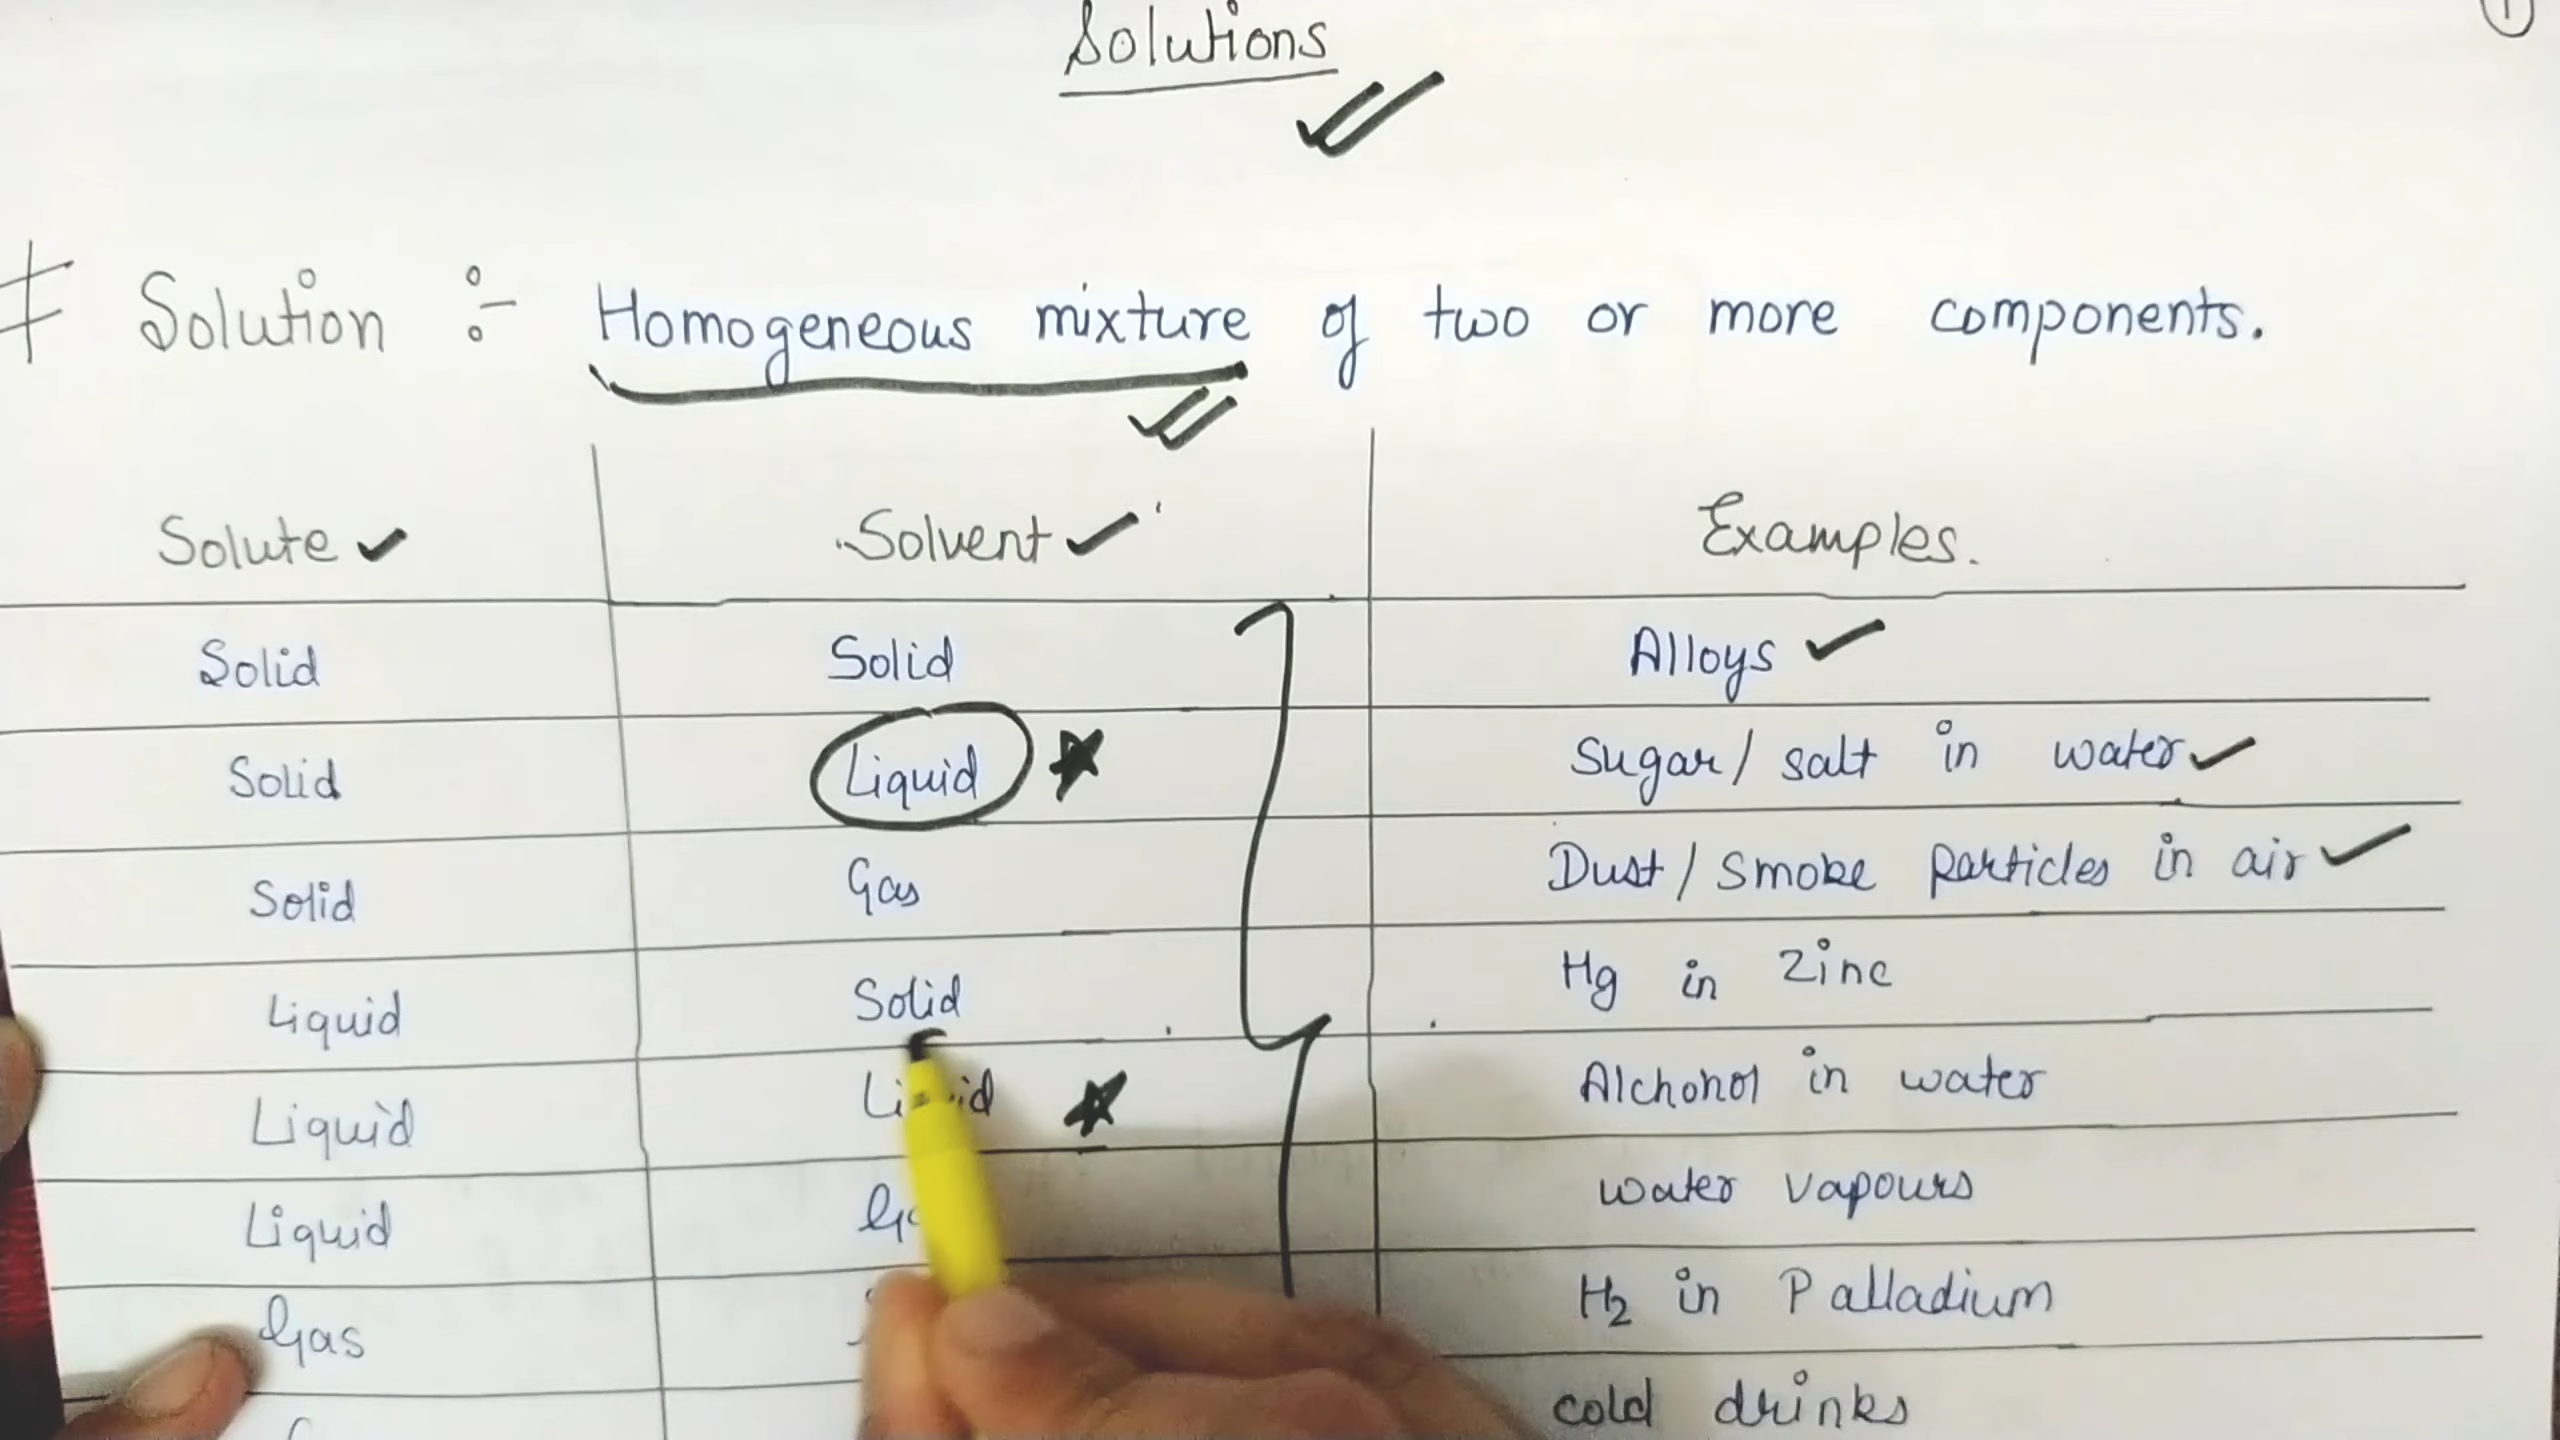 1
Solutions
# Solution :- Homogeneous mixture of two or more components.
Solute Solvent Examples.
Solid Solid Alloys
Solid Liquid Sugar/ salt in water
Solid Gas Dust/ Smoke particles in air
Liquid Solid Hg in Zinc
Liquid Liquid Alchohol in water
Liquid water vapours
Gas H2 in Palladium
cold drinks